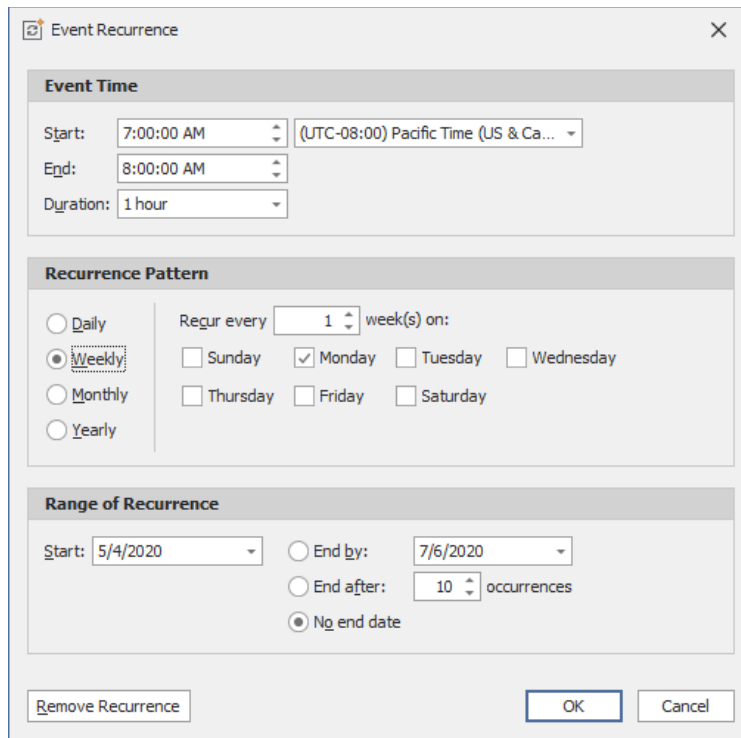 Event Recurrence
Event Time
Start: 7:00:00 AM (UTC-08:00) Pacific Time (US & Ca...
End: 8:00:00 AM
Duration: 1 hour
Recurrence Pattern
Daily Recur every 1 week(s) on:
Weekly Sunday Monday Tuesday Wednesday
Monthly Thursday Friday Saturday
Yearly
Range of Recurrence
Start: 5/4/2020 End by: 7/6/2020
End after: 10 occurrences
No end date
Remove Recurrence OK Cancel